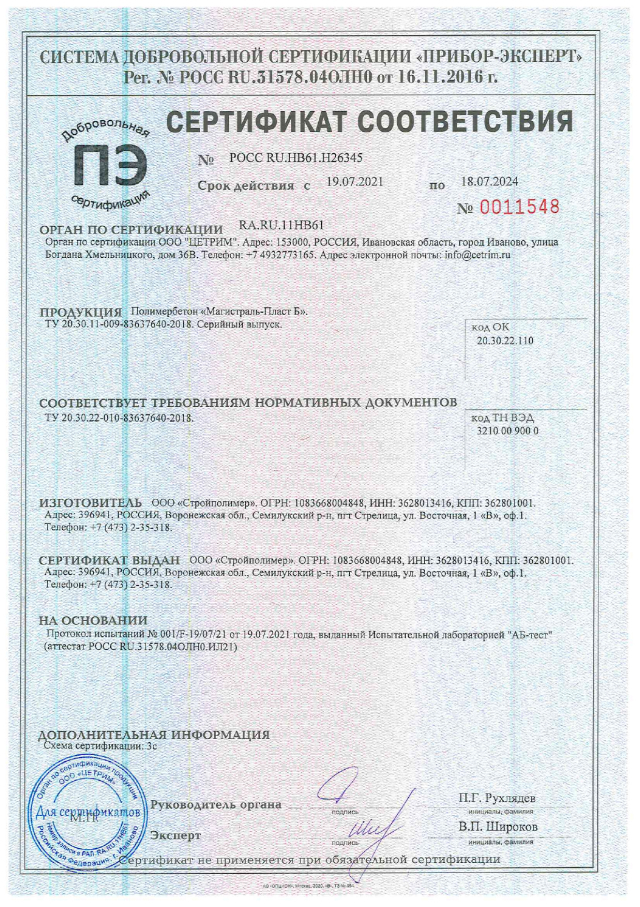 СИСТЕМА ДОБРОВОЛЬНОЙ СЕРТИФИКАЦИИ «ПРИБОР-ЭКСПЕРТ»
Рег. № РОСС RU.31578.04ОЛН0 от 16.11.2016 г.
Добровольная
ПЭ
сертификация
СЕРТИФИКАТ СООТВЕТСТВИЯ
№ РОСС RU.НВ61.Н26345
Срок действия с 19.07.2021 по 18.07.2024
№ 0011548
ОРГАН ПО СЕРТИФИКАЦИИ RA.RU.11НВ61
Орган по сертификации ООО "ЦЕТРИМ". Адрес: 153000, РОССИЯ, Ивановская область, город Иваново, улица
Богдана Хмельницкого, дом 36В. Телефон: +7 4932773165. Адрес электронной почты: info@cetrim.ru
ПРОДУКЦИЯ Полимербетон «Магистраль-Пласт Б».
ТУ 20.30.11-009-83637640-2018. Серийный выпуск.
код ОК
20.30.22.110
СООТВЕТСТВУЕТ ТРЕБОВАНИЯМ НОРМАТИВНЫХ ДОКУМЕНТОВ
ТУ 20.30.22-010-83637640-2018.
код ТН ВЭД
3210 00 900 0
ИЗГОТОВИТЕЛЬ ООО «Стройполимер». ОГРН: 1083668004848, ИНН: 3628013416, КПП: 362801001.
Адрес: 396941, РОССИЯ, Воронежская обл., Семилукский р-н, пгт Стрелица, ул. Восточная, 1 «В», оф.1.
Телефон: +7 (473) 2-35-318.
СЕРТИФИКАТ ВЫДАН ООО «Стройполимер». ОГРН: 1083668004848, ИНН: 3628013416, КПП: 362801001.
Адрес: 396941, РОССИЯ, Воронежская обл., Семилукский р-н, пгт Стрелица, ул. Восточная, 1 «В», оф.1.
Телефон: +7 (473) 2-35-318.
НА ОСНОВАНИИ
Протокол испытаний № 001/F-19/07/21 от 19.07.2021 года, выданный Испытательной лабораторией "АБ-тест"
(аттестат РОСС RU.31578.04ОЛН0.ИЛ21)
ДОПОЛНИТЕЛЬНАЯ ИНФОРМАЦИЯ
Схема сертификации: 3с
Орган по сертификации продукции
ООО «ЦЕТРИМ»
Для сертификатов
М.П.
Российская Федерация, г. Иваново
Руководитель органа
подпись
П.Г. Рухлядев
инициалы, фамилия
Эксперт
подпись
В.П. Широков
инициалы, фамилия
Сертификат не применяется при обязательной сертификации